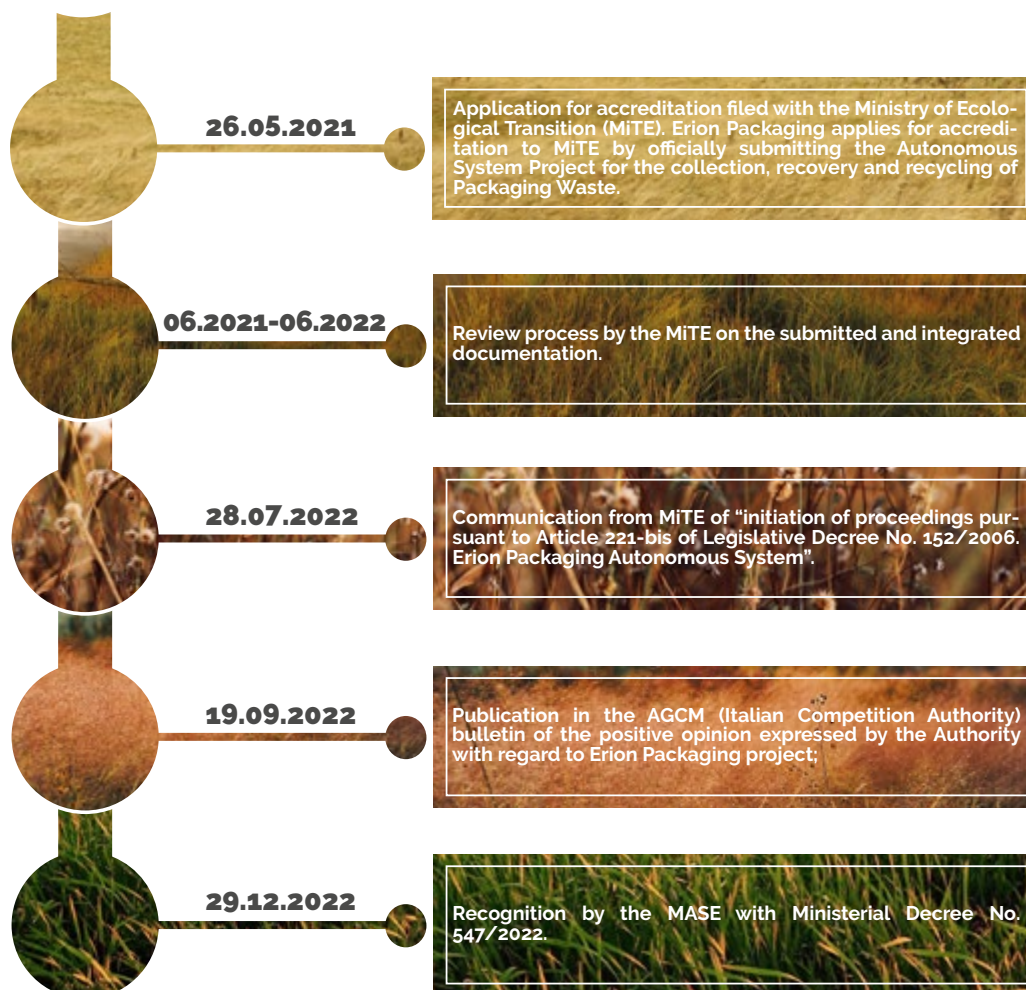 26.05.2021
Application for accreditation filed with the Ministry of Ecolo-
gical Transition (MiTE). Erion Packaging applies for accredi-
tation to MiTE by officially submitting the Autonomous
System Project for the collection, recovery and recycling of
Packaging Waste.
06.2021-06.2022
Review process by the MiTE on the submitted and integrated
documentation.
28.07.2022
Communication from MiTE of “initiation of proceedings pur-
suant to Article 221-bis of Legislative Decree No. 152/2006.
Erion Packaging Autonomous System”.
19.09.2022
Publication in the AGCM (Italian Competition Authority)
bulletin of the positive opinion expressed by the Authority
with regard to Erion Packaging project;
29.12.2022
Recognition by the MASE with Ministerial Decree No.
547/2022.